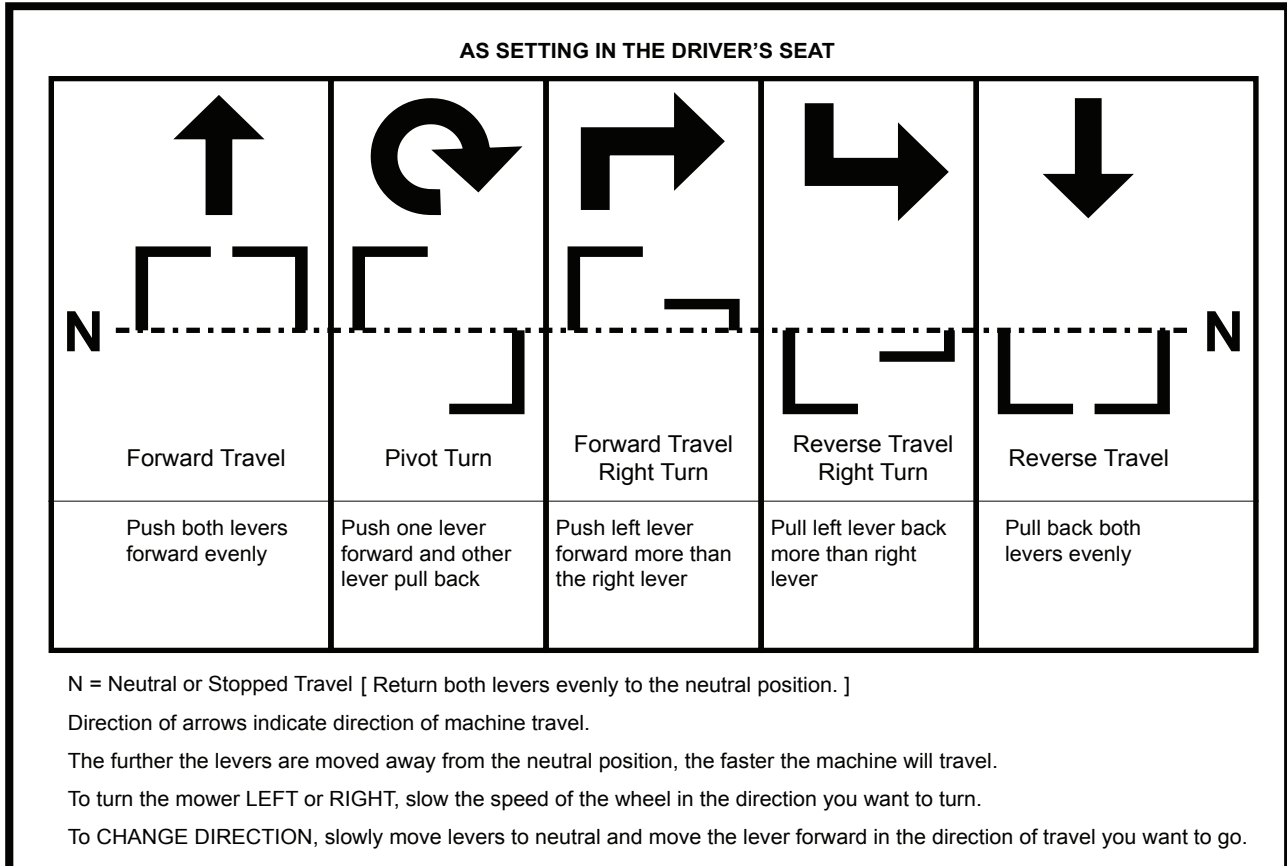 AS SETTING IN THE DRIVER'S SEAT
N
N
Forward Travel
Pivot Turn
Forward Travel
Right Turn
Reverse Travel
Right Turn
Reverse Travel
Push both levers
forward evenly
Push one lever
forward and other
lever pull back
Push left lever
forward more than
the right lever
Pull left lever back
more than right
lever
Pull back both
levers evenly
N = Neutral or Stopped Travel [ Return both levers evenly to the neutral position. ]
Direction of arrows indicate direction of machine travel.
The further the levers are moved away from the neutral position, the faster the machine will travel.
To turn the mower LEFT or RIGHT, slow the speed of the wheel in the direction you want to turn.
To CHANGE DIRECTION, slowly move levers to neutral and move the lever forward in the direction of travel you want to go.